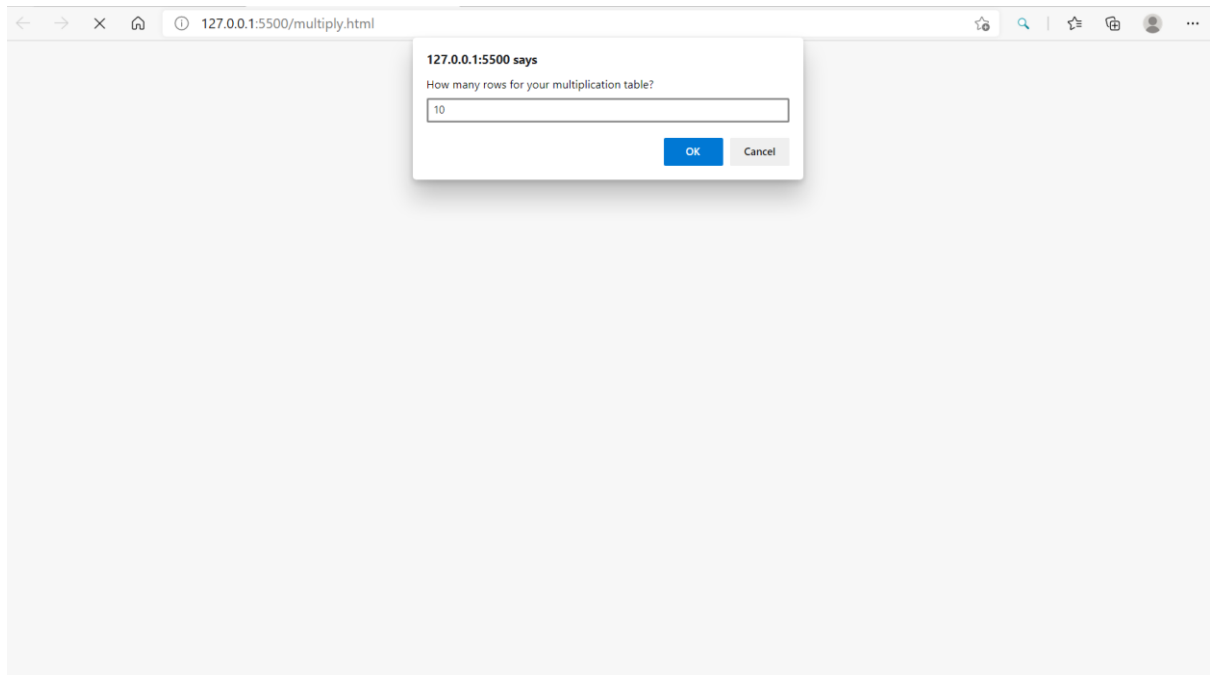 127.0.0.1:5500/multiply.html
127.0.0.1:5500 says
How many rows for your multiplication table?
10
OK Cancel